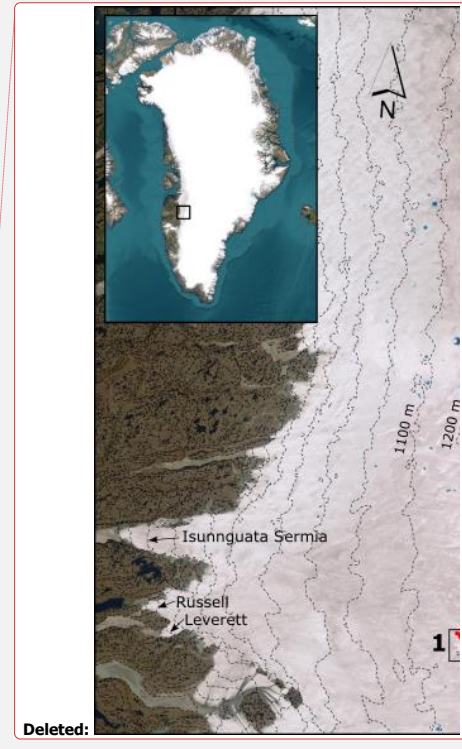 N
1100 m
1200 m
Isunnguata Sermia
Russell
Leverett
1
Deleted: